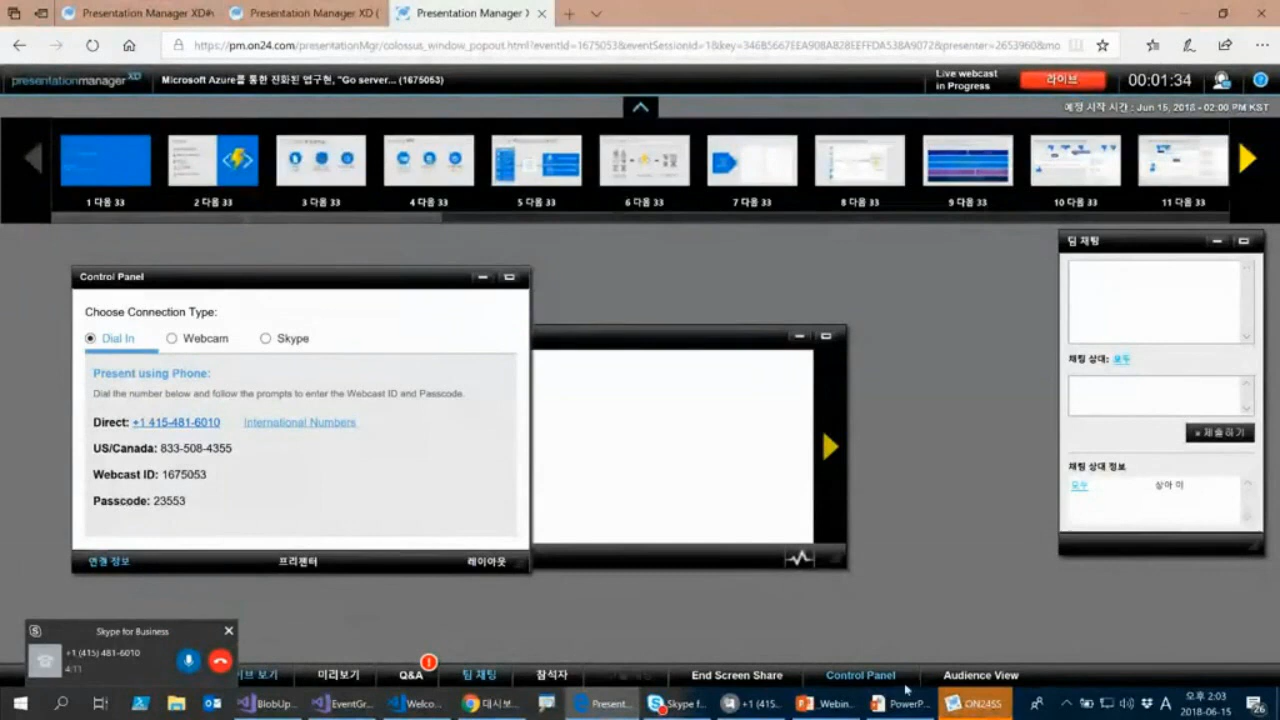 Presentation Manager XD
Presentation Manager XD (
Presentation Manager X
https://pm.on24.com/presentationMgr/colossus_window_popout.html?eventId=1675053&eventSessionId=1&key=346B5667EEA908A828EEFFDA538A9072&presenter=2653960&mo
presentationmanager XD
Microsoft Azure를 통한 진화된 앱구현, "Go server... (1675053)
Live webcast
in Progress
라이브
00:01:34
예정 시작 시간 : Jun 15, 2018 - 02:00 PM KST
1 다음 33
2 다음 33
3 다음 33
4 다음 33
5 다음 33
6 다음 33
7 다음 33
8 다음 33
9 다음 33
10 다음 33
11 다음 33
Control Panel
Choose Connection Type:
Dial In
Webcam
Skype
Present using Phone:
Dial the number below and follow the prompts to enter the Webcast ID and Passcode.
Direct: +1 415-481-6010
International Numbers
US/Canada: 833-508-4355
Webcast ID: 1675053
Passcode: 23553
연결 정보
프리젠터
레이아웃
팀 채팅
채팅 상대: 모두
» 제출하기
채팅 상대 정보
모두
상아 이
Skype for Business
+1 (415) 481-6010
4:11
이브 보기
미리보기
Q&A
!
팀 채팅
참석자
End Screen Share
Control Panel
Audience View
BlobUp...
EventGr...
Welco...
대시보...
Present...
Skype f...
+1 (415...
_Webin...
PowerP...
ON24SS
A
오후 2:03
2018-06-15
26